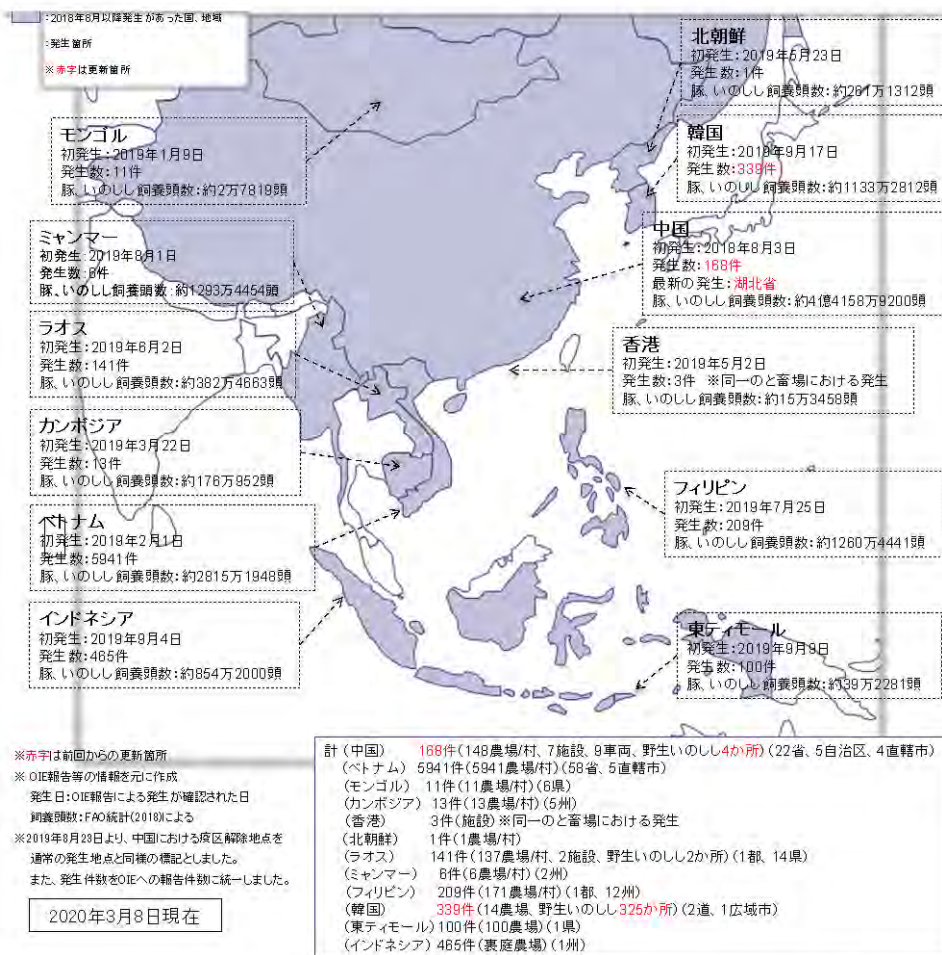 :2018年8月以降発生があった国、地域
:発生箇所
※赤字は更新箇所
北朝鮮
初発生:2019年5月23日
発生数:1件
豚、いのしし飼養頭数:約261万1312頭
モンゴル
初発生:2019年1月9日
発生数:11件
豚、いのしし飼養頭数:約2万7819頭
韓国
初発生:2019年9月17日
発生数:339件
豚、いのしし飼養頭数:約1133万2812頭
ミャンマー
初発生:2019年8月1日
発生数:6件
豚、いのしし飼養頭数:約1293万4454頭
中国
初発生:2018年8月3日
発生数:168件
最新の発生:湖北省
豚、いのしし飼養頭数:約4億4158万9200頭
ラオス
初発生:2019年6月2日
発生数:141件
豚、いのしし飼養頭数:約382万4663頭
香港
初発生:2019年5月2日
発生数:3件 ※同一のと畜場における発生
豚、いのしし飼養頭数:約15万3458頭
カンボジア
初発生:2019年3月22日
発生数:13件
豚、いのしし飼養頭数:約176万952頭
フィリピン
初発生:2019年7月25日
発生数:209件
豚、いのしし飼養頭数:約1260万4441頭
ベトナム
初発生:2019年2月1日
発生数:5941件
豚、いのしし飼養頭数:約2815万1948頭
インドネシア
初発生:2019年9月4日
発生数:465件
豚、いのしし飼養頭数:約854万2000頭
東ティモール
初発生:2019年9月9日
発生数:100件
豚、いのしし飼養頭数:約39万2281頭
※赤字は前回からの更新箇所
※ OIE報告等の情報を元に作成
発生日:OIE報告による発生が確認された日
飼養頭数:FAO統計(2018)による
※2019年8月23日より、中国における疫区解除地点を
通常の発生地点と同様の標記としました。
また、発生件数をOIEへの報告件数に統一しました。
2020年3月8日現在
計(中国) 168件(148農場/村、7施設、9車両、野生いのしし4か所)(22省、5自治区、4直轄市)
(ベトナム) 5941件(5941農場/村)(58省、5直轄市)
(モンゴル) 11件(11農場/村)(6県)
(カンボジア) 13件(13農場/村)(5州)
(香港) 3件(施設)※同一のと畜場における発生
(北朝鮮) 1件(1農場/村)
(ラオス) 141件(137農場/村、2施設、野生いのしし2か所)(1都、14県)
(ミャンマー) 6件(6農場/村)(2州)
(フィリピン) 209件(171農場/村)(1都、12州)
(韓国) 339件(14農場、野生いのしし325か所)(2道、1広域市)
(東ティモール)100件(100農場)(1県)
(インドネシア)465件(裏庭農場)(1州)